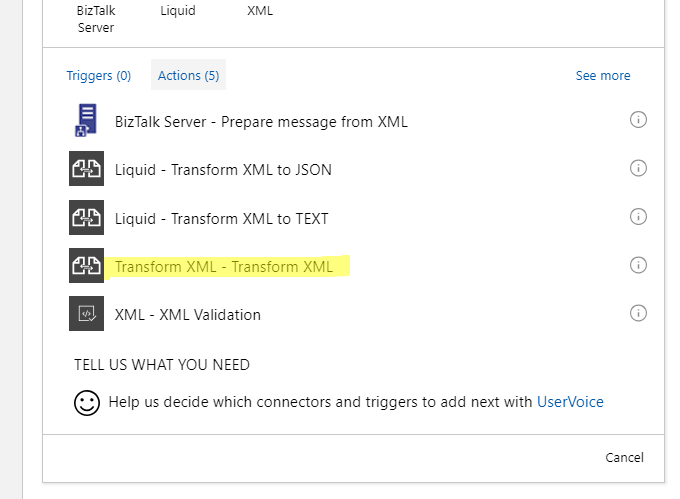 BizTalk
Server
Liquid
XML
Triggers (0)
Actions (5)
See more
BizTalk Server - Prepare message from XML
Liquid - Transform XML to JSON
Liquid - Transform XML to TEXT
Transform XML - Transform XML
XML - XML Validation
TELL US WHAT YOU NEED
Help us decide which connectors and triggers to add next with UserVoice
Cancel